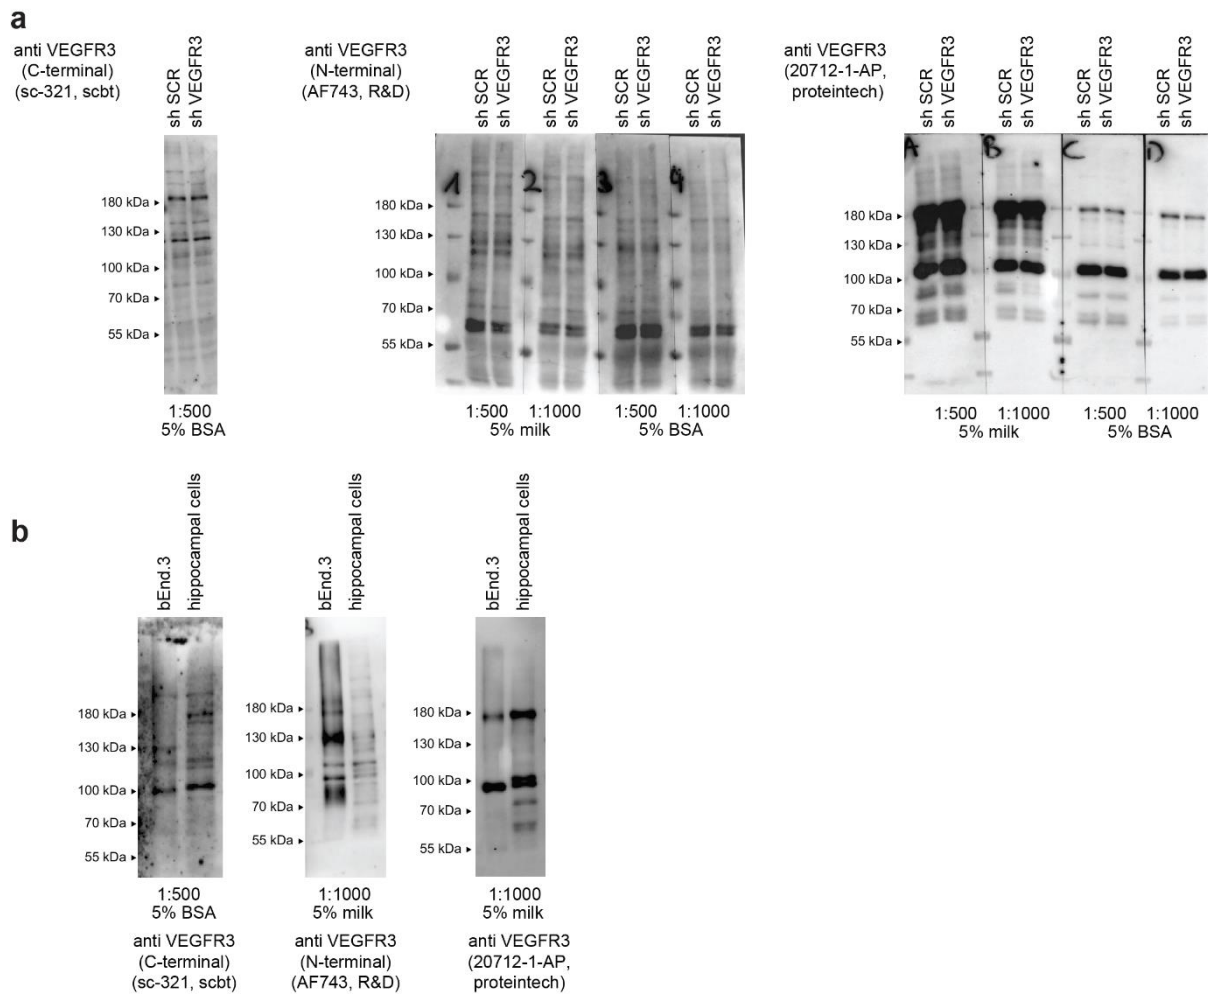 a
anti VEGFR3
(C-terminal)
(sc-321, scbt)
sh SCR
sh VEGFR3
180 kDa
130 kDa
100 kDa
70 kDa
55 kDa
1:500
5% BSA
anti VEGFR3
(N-terminal)
(AF743, R&D)
sh SCR
sh VEGFR3
sh SCR
sh VEGFR3
sh SCR
sh VEGFR3
sh SCR
sh VEGFR3
1 2 3 4
180 kDa
130 kDa
100 kDa
70 kDa
55 kDa
1:500 1:1000 1:500 1:1000
5% milk 5% BSA
anti VEGFR3
(20712-1-AP,
proteintech)
sh SCR
sh VEGFR3
sh SCR
sh VEGFR3
sh SCR
sh VEGFR3
sh SCR
sh VEGFR3
A B C D
180 kDa
130 kDa
100 kDa
70 kDa
55 kDa
1:500 1:1000 1:500 1:1000
5% milk 5% BSA
b
bEnd.3
hippocampal cells
180 kDa
130 kDa
100 kDa
70 kDa
55 kDa
1:500
5% BSA
anti VEGFR3
(C-terminal)
(sc-321, scbt)
bEnd.3
hippocampal cells
180 kDa
130 kDa
100 kDa
70 kDa
55 kDa
1:1000
5% milk
anti VEGFR3
(N-terminal)
(AF743, R&D)
bEnd.3
hippocampal cells
180 kDa
130 kDa
100 kDa
70 kDa
55 kDa
1:1000
5% milk
anti VEGFR3
(20712-1-AP,
proteintech)